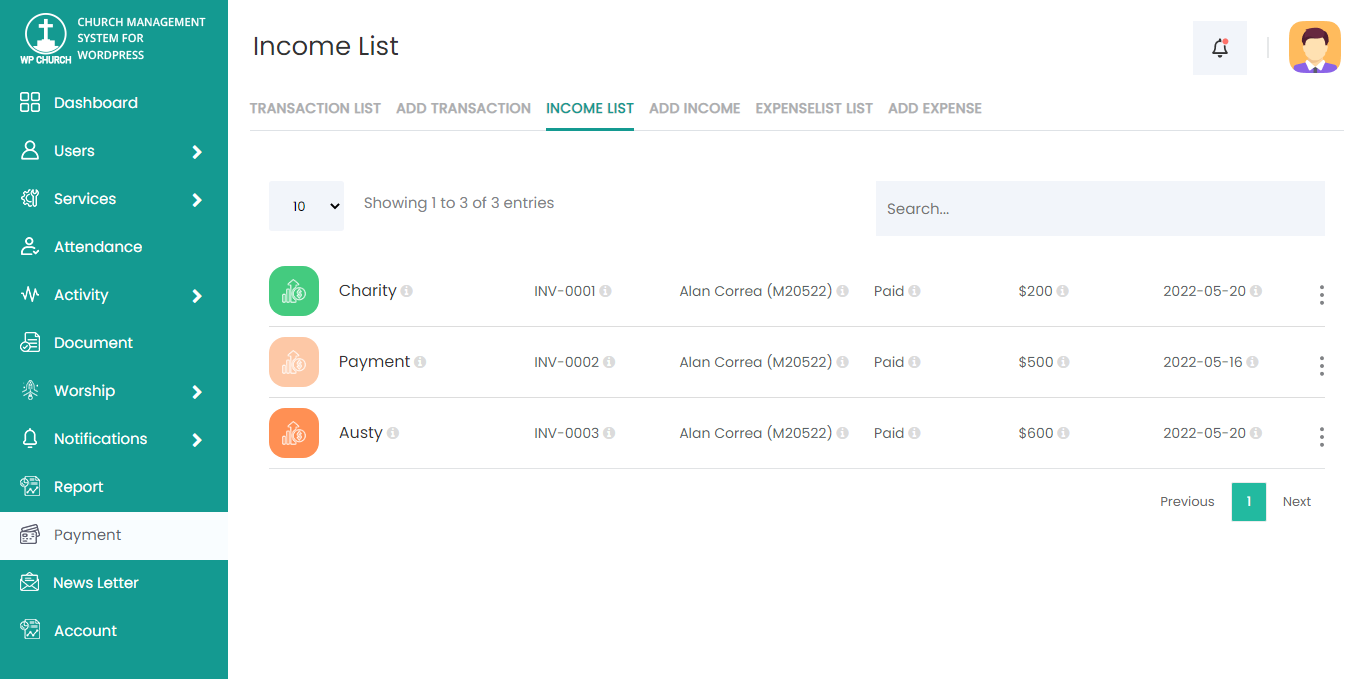 CHURCH MANAGEMENT
SYSTEM FOR
WORDPRESS
WP CHURCH
Dashboard
Users
Services
Attendance
Activity
Document
Worship
Notifications
Report
Payment
News Letter
Account
Income List
TRANSACTION LIST ADD TRANSACTION INCOME LIST ADD INCOME EXPENSELIST LIST ADD EXPENSE
10 Showing 1 to 3 of 3 entries Search...
Charity INV-0001 Alan Correa (M20522) Paid $200 2022-05-20
Payment INV-0002 Alan Correa (M20522) Paid $500 2022-05-16
Austy INV-0003 Alan Correa (M20522) Paid $600 2022-05-20
Previous 1 Next